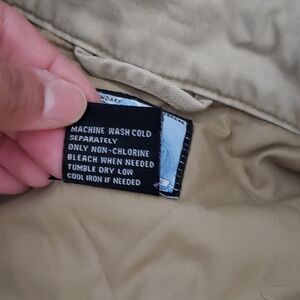 MACHINE WASH COLD
SEPARATELY
ONLY NON-CHLORINE
BLEACH WHEN NEEDED
TUMBLE DRY LOW
COOL IRON IF NEEDED